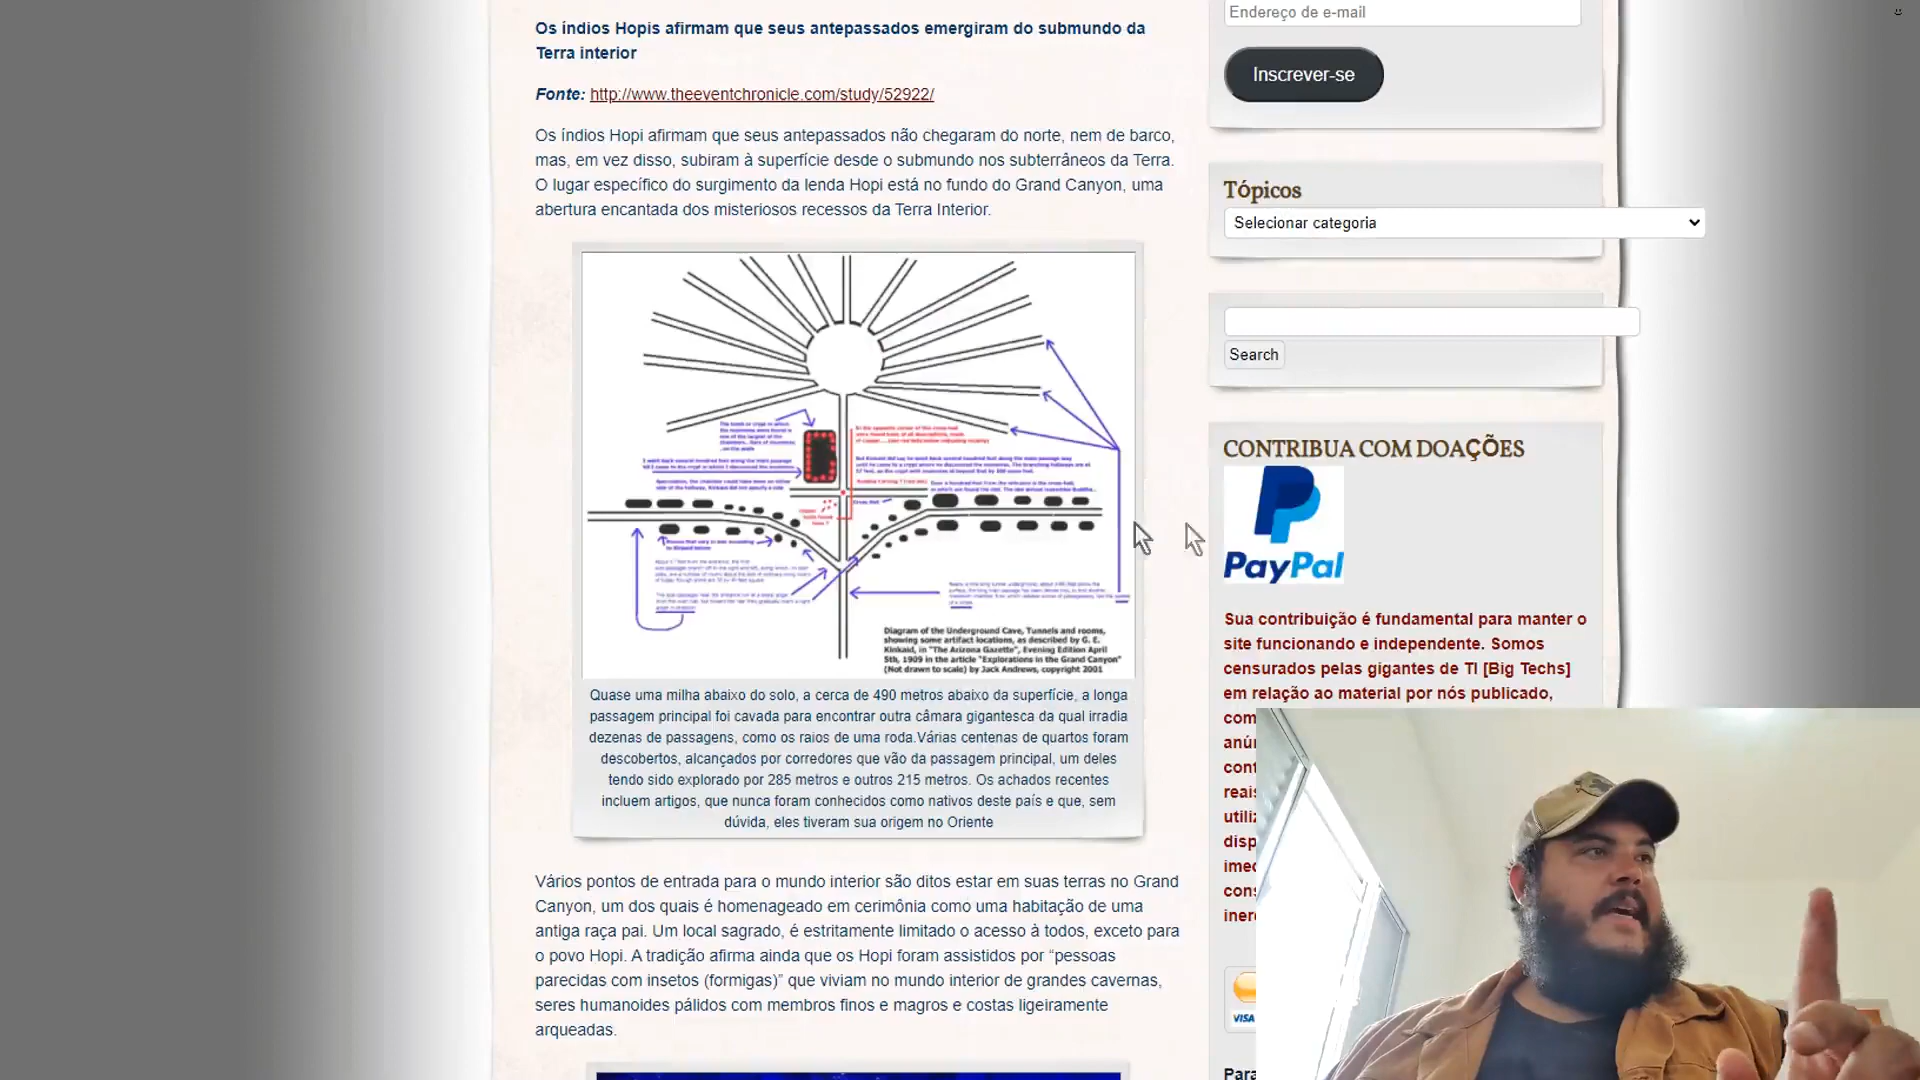 Os índios Hopis afirmam que seus antepassados emergiram do submundo da
Terra interior
Fonte: http://www.theeventchronicle.com/study/52922/
Os índios Hopi afirmam que seus antepassados não chegaram do norte, nem de barco,
mas, em vez disso, subiram à superfície desde o submundo nos subterrâneos da Terra.
O lugar específico do surgimento da lenda Hopi está no fundo do Grand Canyon, uma
abertura encantada dos misteriosos recessos da Terra Interior.
Diagram of the Underground Cave, Tunnels and rooms,
showing some artifact locations, as described by G. E.
Kinkaid, in "The Arizona Gazette", Evening Edition April
5th, 1909 in the article "Explorations in the Grand Canyon"
(Not drawn to scale) by Jack Andrews, copyright 2001
Quase uma milha abaixo do solo, a cerca de 490 metros abaixo da superfície, a longa
passagem principal foi cavada para encontrar outra câmara gigantesca da qual irradia
dezenas de passagens, como os raios de uma roda.Várias centenas de quartos foram
descobertos, alcançados por corredores que vão da passagem principal, um deles
tendo sido explorado por 285 metros e outros 215 metros. Os achados recentes
incluem artigos, que nunca foram conhecidos como nativos deste país e que, sem
dúvida, eles tiveram sua origem no Oriente
Vários pontos de entrada para o mundo interior são ditos estar em suas terras no Grand
Canyon, um dos quais é homenageado em cerimônia como uma habitação de uma
antiga raça pai. Um local sagrado, é estritamente limitado o acesso à todos, exceto para
o povo Hopi. A tradição afirma ainda que os Hopi foram assistidos por “pessoas
parecidas com insetos (formigas)” que viviam no mundo interior de grandes cavernas,
seres humanoides pálidos com membros finos e magros e costas ligeiramente
arqueadas.
Endereço de e-mail
Inscrever-se
Tópicos
Selecionar categoria
Search
CONTRIBUA COM DOAÇÕES
PayPal
Sua contribuição é fundamental para manter o
site funcionando e independente. Somos
censurados pelas gigantes de TI [Big Techs]
em relação ao material por nós publicado,
com
anún
cont
reais
utiliz
disp
imed
cons
iner
VISA
Para